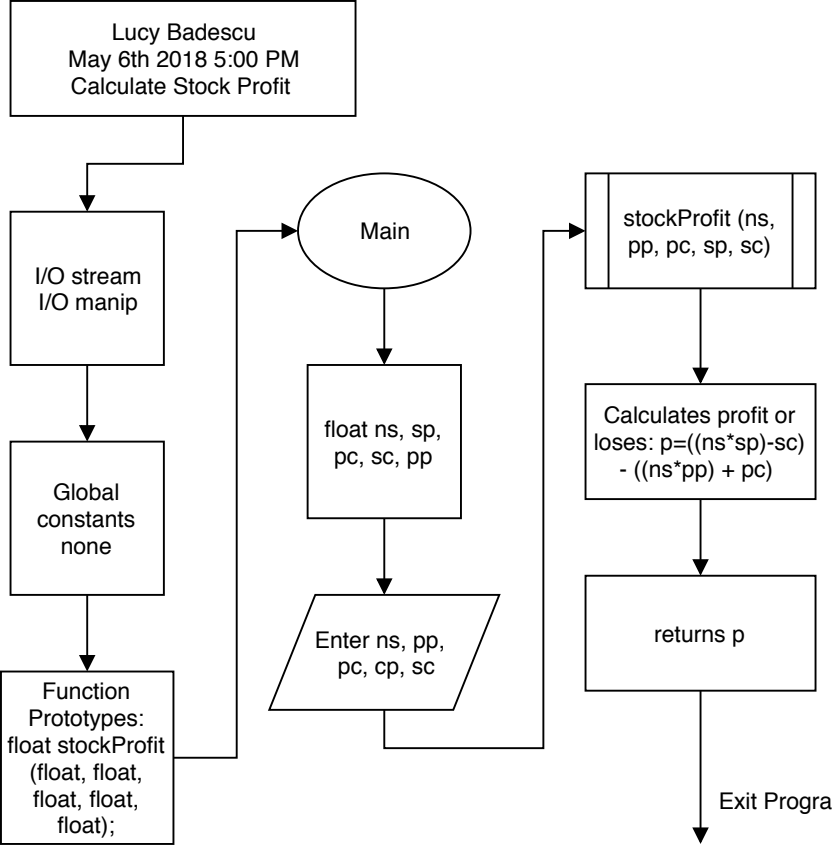 Lucy Badescu
May 6th 2018 5:00 PM
Calculate Stock Profit
I/O stream
I/O manip
Global
constants
none
Function
Prototypes:
float stockProfit
(float, float,
float, float,
float);
Main
float ns, sp,
pc, sc, pp
Enter ns, pp,
pc, cp, sc
stockProfit (ns,
pp, pc, sp, sc)
Calculates profit or
loses: p=((ns*sp)-sc)
- ((ns*pp) + pc)
returns p
Exit Progra